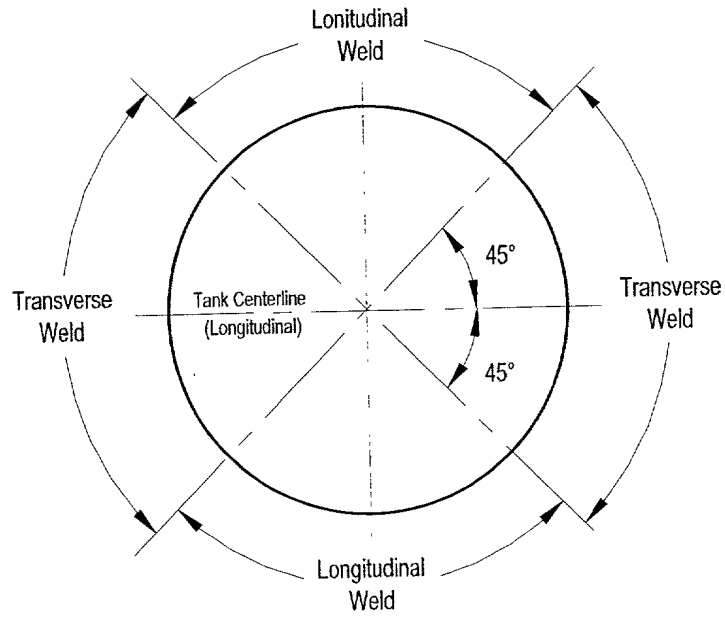 Lonitudinal
Weld
45°
Transverse
Weld
Tank Centerline
(Longitudinal)
Transverse
Weld
45°
Longitudinal
Weld